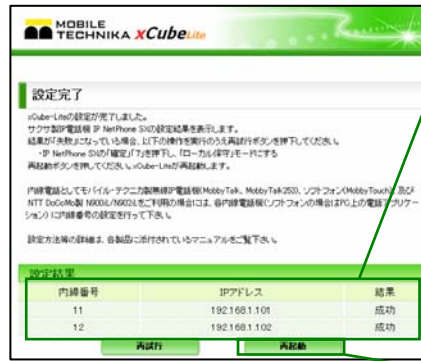 MOBILE
TECHNIKA xCubeLite
設定完了
xCube-Liteの設定が完了しました。
サクサ製IP電話機 IP NetPhone SXの設定結果を表示します。
結果が「失敗」になっている場合、以下の操作を実行のうえ再試行ボタンを押下してください。
・IP NetPhone SXの「確定」「7」を押下し、「ローカル保守」モードにする
再起動ボタンを押してください。xCube-Liteが再起動します。
内線電話としてモバイル・テクニカ製無線IP電話機(MobbyTalk、MobbyTalk253)、ソフトフォン(MobbyTouch)、及び
NTT DoCoMo製 N900iL/N902iLをご利用の場合には、各内線電話機(ソフトフォンの場合はPC上の電話アプリケー
ション)に内線番号の設定を行って下さい。
設定方法等の詳細は、各製品に添付されているマニュアルをご覧下さい。
設定結果
内線番号 IPアドレス 結果
11 192.168.1.101 成功
12 192.168.1.102 成功
再試行 再起動